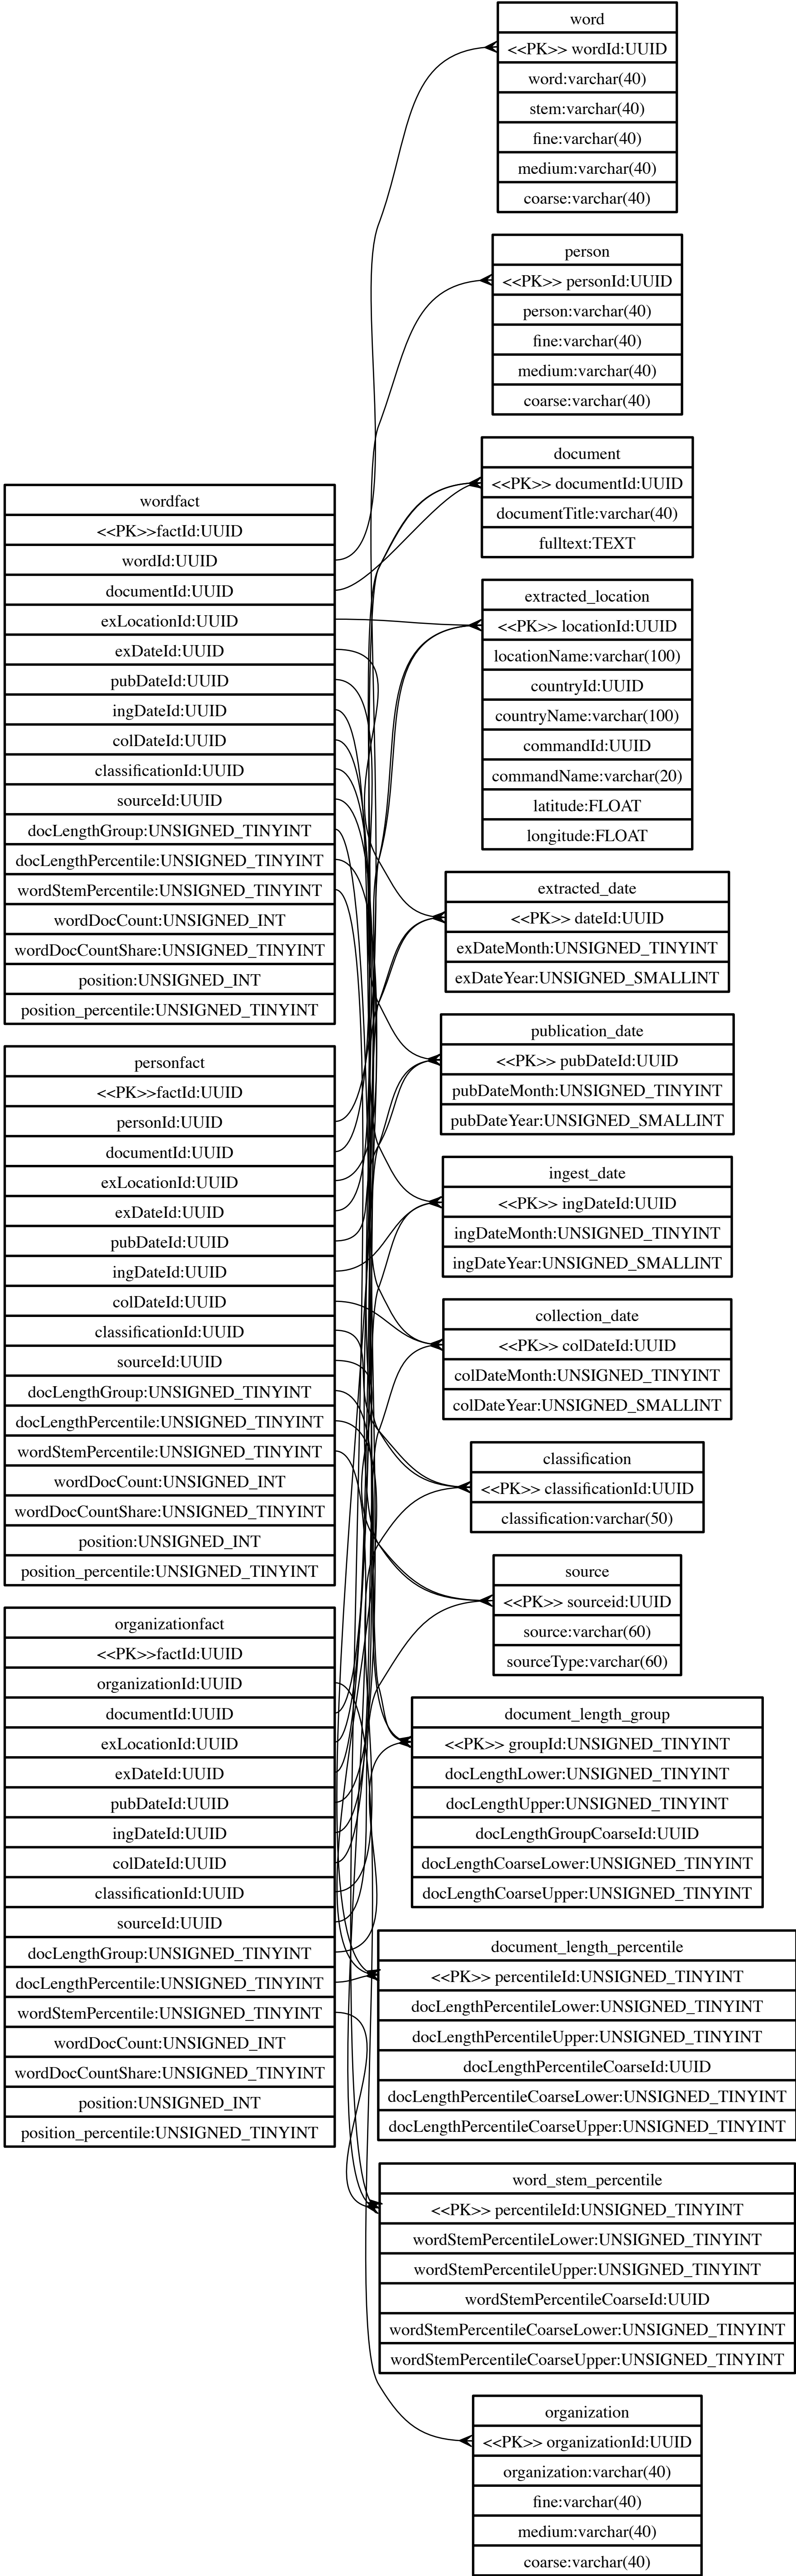 word
<<PK>> wordId:UUID
word:varchar(40)
stem:varchar(40)
fine:varchar(40)
medium:varchar(40)
coarse:varchar(40)
person
<<PK>> personId:UUID
person:varchar(40)
fine:varchar(40)
medium:varchar(40)
coarse:varchar(40)
document
<<PK>> documentId:UUID
documentTitle:varchar(40)
fulltext:TEXT
wordfact
<<PK>>factId:UUID
wordId:UUID
documentId:UUID
exLocationId:UUID
exDateId:UUID
pubDateId:UUID
ingDateId:UUID
colDateId:UUID
classificationId:UUID
sourceId:UUID
docLengthGroup:UNSIGNED_TINYINT
docLengthPercentile:UNSIGNED_TINYINT
wordStemPercentile:UNSIGNED_TINYINT
wordDocCount:UNSIGNED_INT
wordDocCountShare:UNSIGNED_TINYINT
position:UNSIGNED_INT
position_percentile:UNSIGNED_TINYINT
extracted_location
<<PK>> locationId:UUID
locationName:varchar(100)
countryId:UUID
countryName:varchar(100)
commandId:UUID
commandName:varchar(20)
latitude:FLOAT
longitude:FLOAT
extracted_date
<<PK>> dateId:UUID
exDateMonth:UNSIGNED_TINYINT
exDateYear:UNSIGNED_SMALLINT
publication_date
<<PK>> pubDateId:UUID
pubDateMonth:UNSIGNED_TINYINT
pubDateYear:UNSIGNED_SMALLINT
personfact
<<PK>>factId:UUID
personId:UUID
documentId:UUID
exLocationId:UUID
exDateId:UUID
pubDateId:UUID
ingDateId:UUID
colDateId:UUID
classificationId:UUID
sourceId:UUID
docLengthGroup:UNSIGNED_TINYINT
docLengthPercentile:UNSIGNED_TINYINT
wordStemPercentile:UNSIGNED_TINYINT
wordDocCount:UNSIGNED_INT
wordDocCountShare:UNSIGNED_TINYINT
position:UNSIGNED_INT
position_percentile:UNSIGNED_TINYINT
ingest_date
<<PK>> ingDateId:UUID
ingDateMonth:UNSIGNED_TINYINT
ingDateYear:UNSIGNED_SMALLINT
collection_date
<<PK>> colDateId:UUID
colDateMonth:UNSIGNED_TINYINT
colDateYear:UNSIGNED_SMALLINT
classification
<<PK>> classificationId:UUID
classification:varchar(50)
source
<<PK>> sourceid:UUID
source:varchar(60)
sourceType:varchar(60)
organizationfact
<<PK>>factId:UUID
organizationId:UUID
documentId:UUID
exLocationId:UUID
exDateId:UUID
pubDateId:UUID
ingDateId:UUID
colDateId:UUID
classificationId:UUID
sourceId:UUID
docLengthGroup:UNSIGNED_TINYINT
docLengthPercentile:UNSIGNED_TINYINT
wordStemPercentile:UNSIGNED_TINYINT
wordDocCount:UNSIGNED_INT
wordDocCountShare:UNSIGNED_TINYINT
position:UNSIGNED_INT
position_percentile:UNSIGNED_TINYINT
document_length_group
<<PK>> groupId:UNSIGNED_TINYINT
docLengthLower:UNSIGNED_TINYINT
docLengthUpper:UNSIGNED_TINYINT
docLengthGroupCoarseId:UUID
docLengthCoarseLower:UNSIGNED_TINYINT
docLengthCoarseUpper:UNSIGNED_TINYINT
document_length_percentile
<<PK>> percentileId:UNSIGNED_TINYINT
docLengthPercentileLower:UNSIGNED_TINYINT
docLengthPercentileUpper:UNSIGNED_TINYINT
docLengthPercentileCoarseId:UUID
docLengthPercentileCoarseLower:UNSIGNED_TINYINT
docLengthPercentileCoarseUpper:UNSIGNED_TINYINT
word_stem_percentile
<<PK>> percentileId:UNSIGNED_TINYINT
wordStemPercentileLower:UNSIGNED_TINYINT
wordStemPercentileUpper:UNSIGNED_TINYINT
wordStemPercentileCoarseId:UUID
wordStemPercentileCoarseLower:UNSIGNED_TINYINT
wordStemPercentileCoarseUpper:UNSIGNED_TINYINT
organization
<<PK>> organizationId:UUID
organization:varchar(40)
fine:varchar(40)
medium:varchar(40)
coarse:varchar(40)